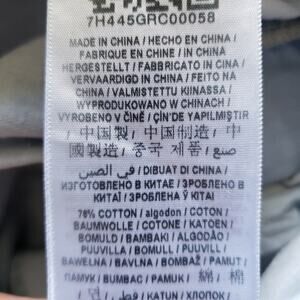 7H445GRC00058
MADE IN CHINA / HECHO EN CHINA /
FABRIQUE EN CHINE / IN CHINA
HERGESTELLT / FABBRICATO IN CINA /
VERVAARDIGD IN CHINA / FEITO NA
CHINA / VALMISTETTU KIINASSA /
WYPRODUKOWANO W CHINACH /
VYROBENO V ČÍNĚ / ÇİN'DE YAPILMIŞTIR
/ 中国製 / 中国制造 / 中
國製造 / 중국 제품 / صنع
في الصين / DIBUAT DI CHINA /
ИЗГОТОВЛЕНО В КИТАЕ / ЗРОБЛЕНО В
КИТАЇ / ЗРОБЛЕНА Ў КІТАІ
78% COTTON / algodon / COTON /
BAUMWOLLE / COTONE / KATOEN /
BOMULD / BAMBAKI / ALGODÃO /
PUUVILLA / BOMULL / PUUVILL /
BAWEŁNA / BAVLNA / BOMBAŽ / PAMUT /
ПАМУК / BUMBAC / PAMUK / 綿 / 棉
/ 면 / قطن / KATUN / ХЛОПОК